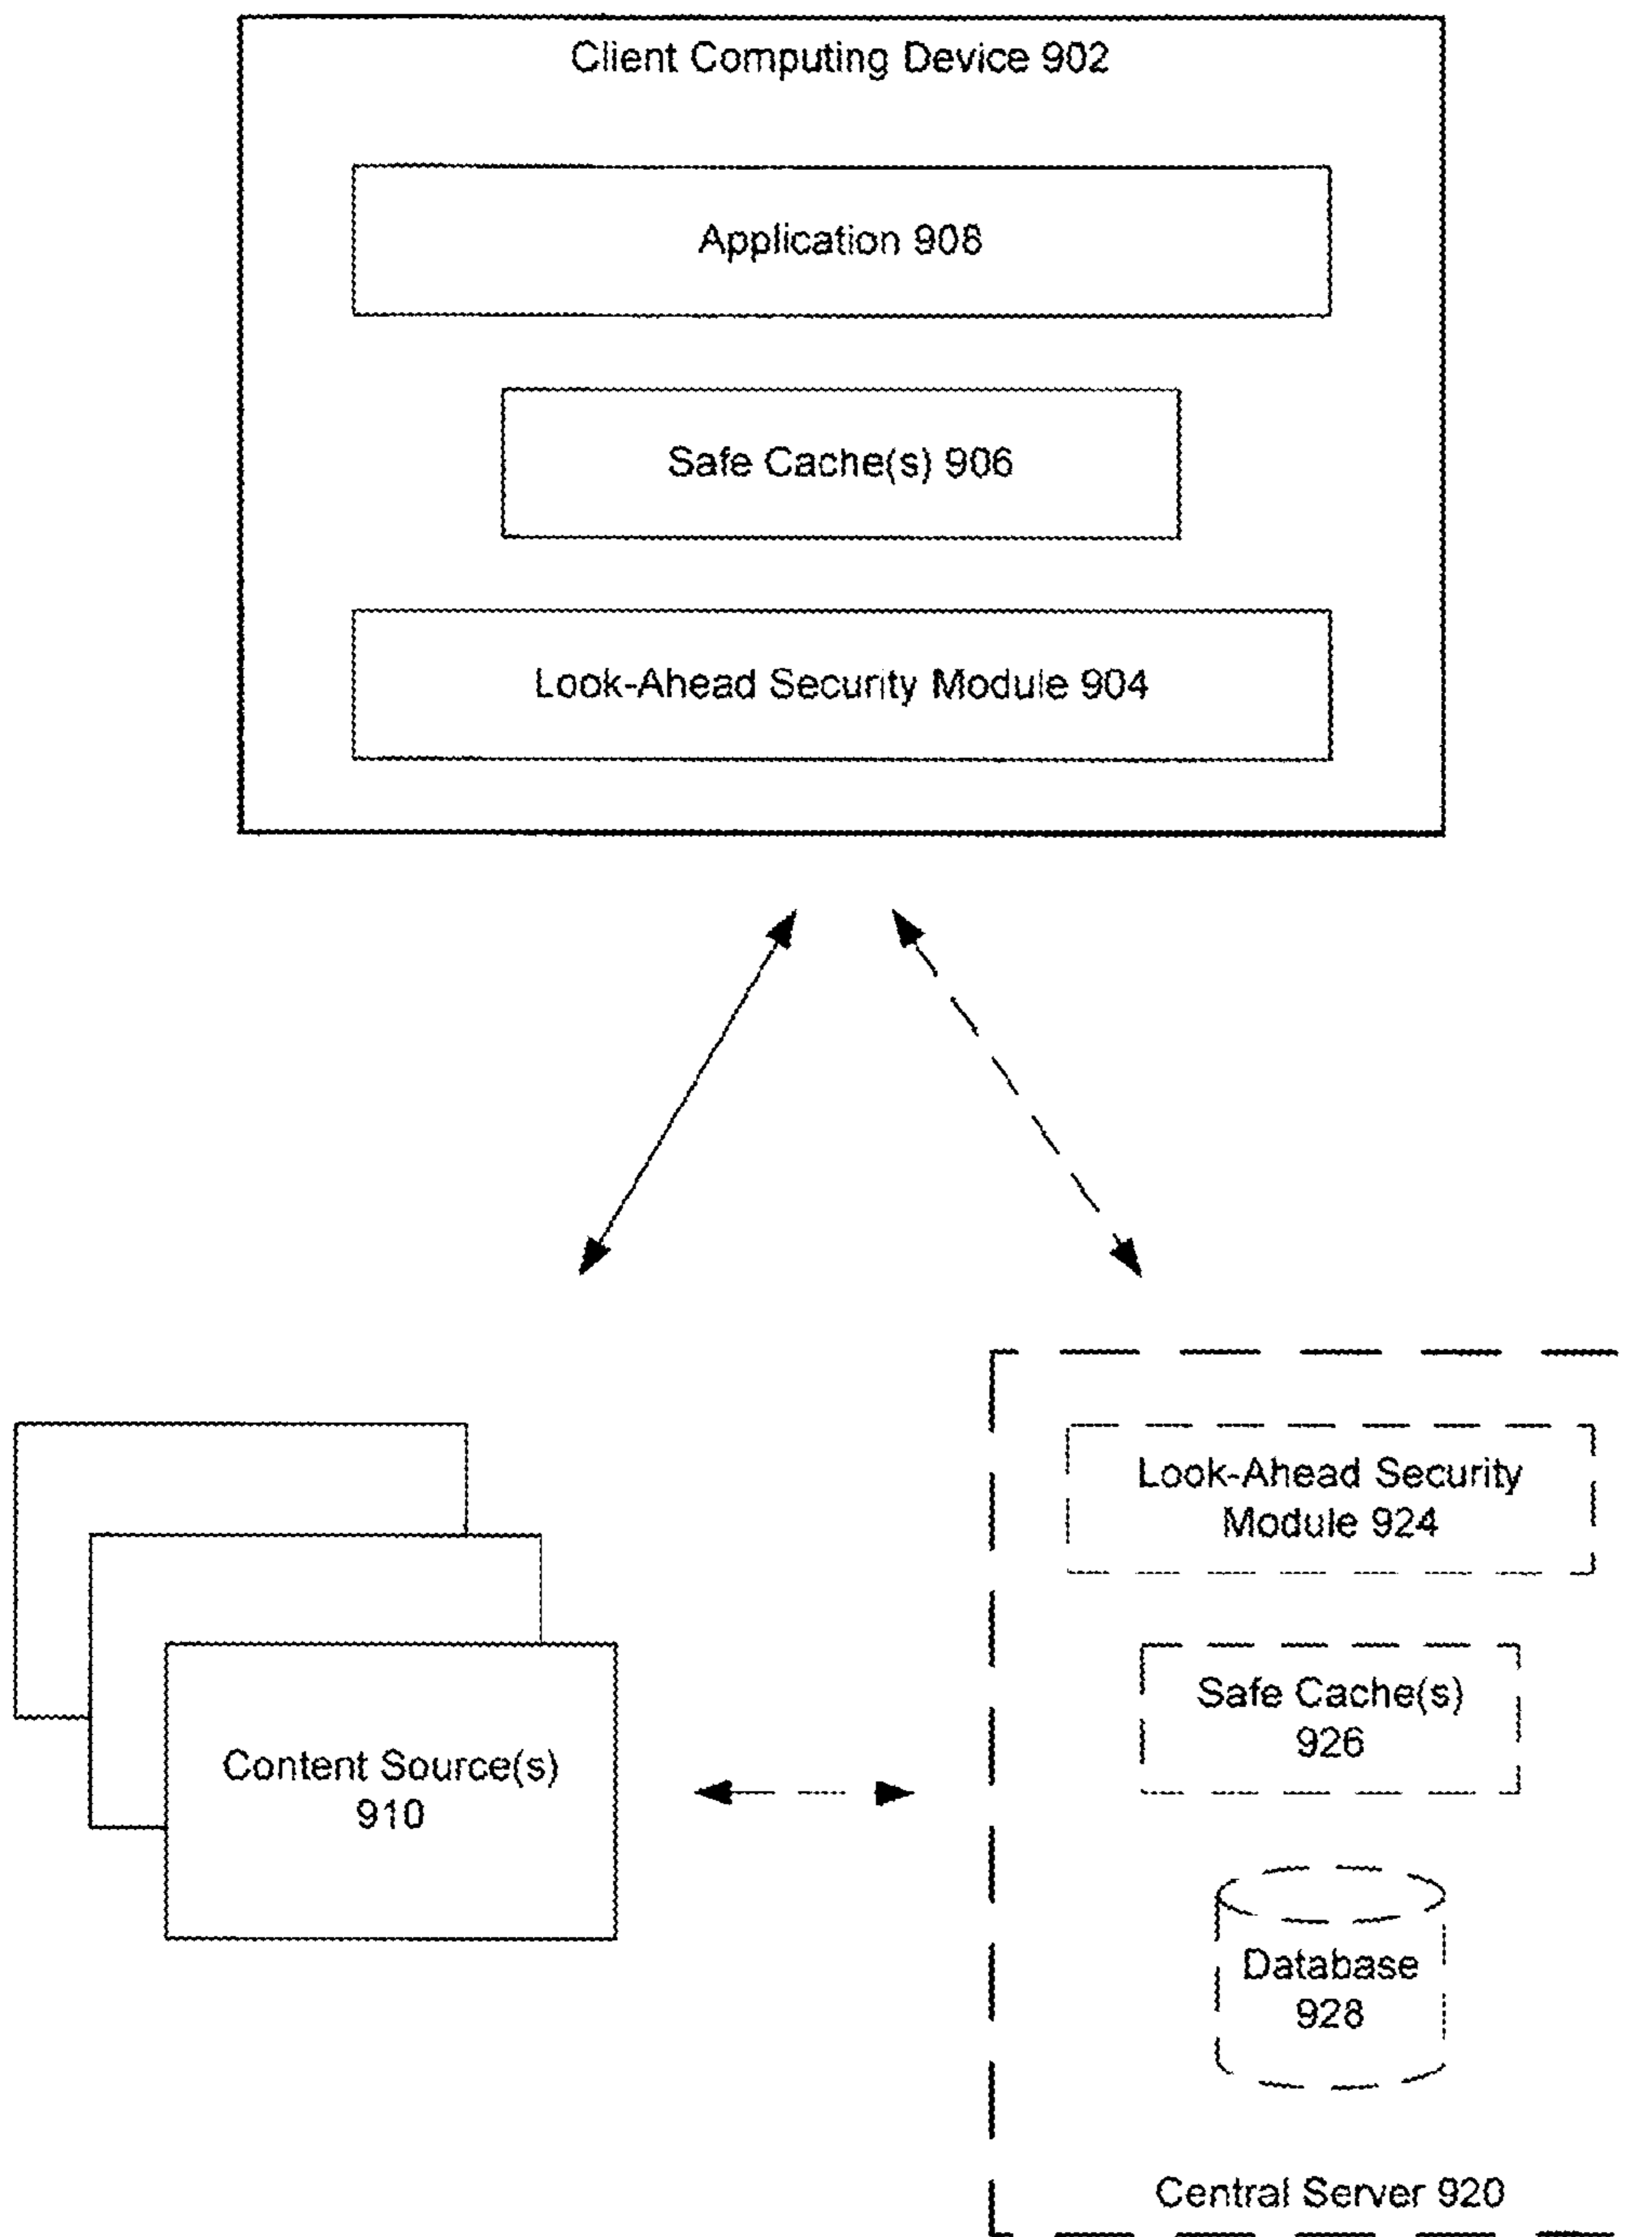 Client Computing Device 902
Application 908
Safe Cache(s) 906
Look-Ahead Security Module 904
Look-Ahead Security
Module 924
Safe Cache(s)
926
Content Source(s)
910
Database
928
Central Server 920